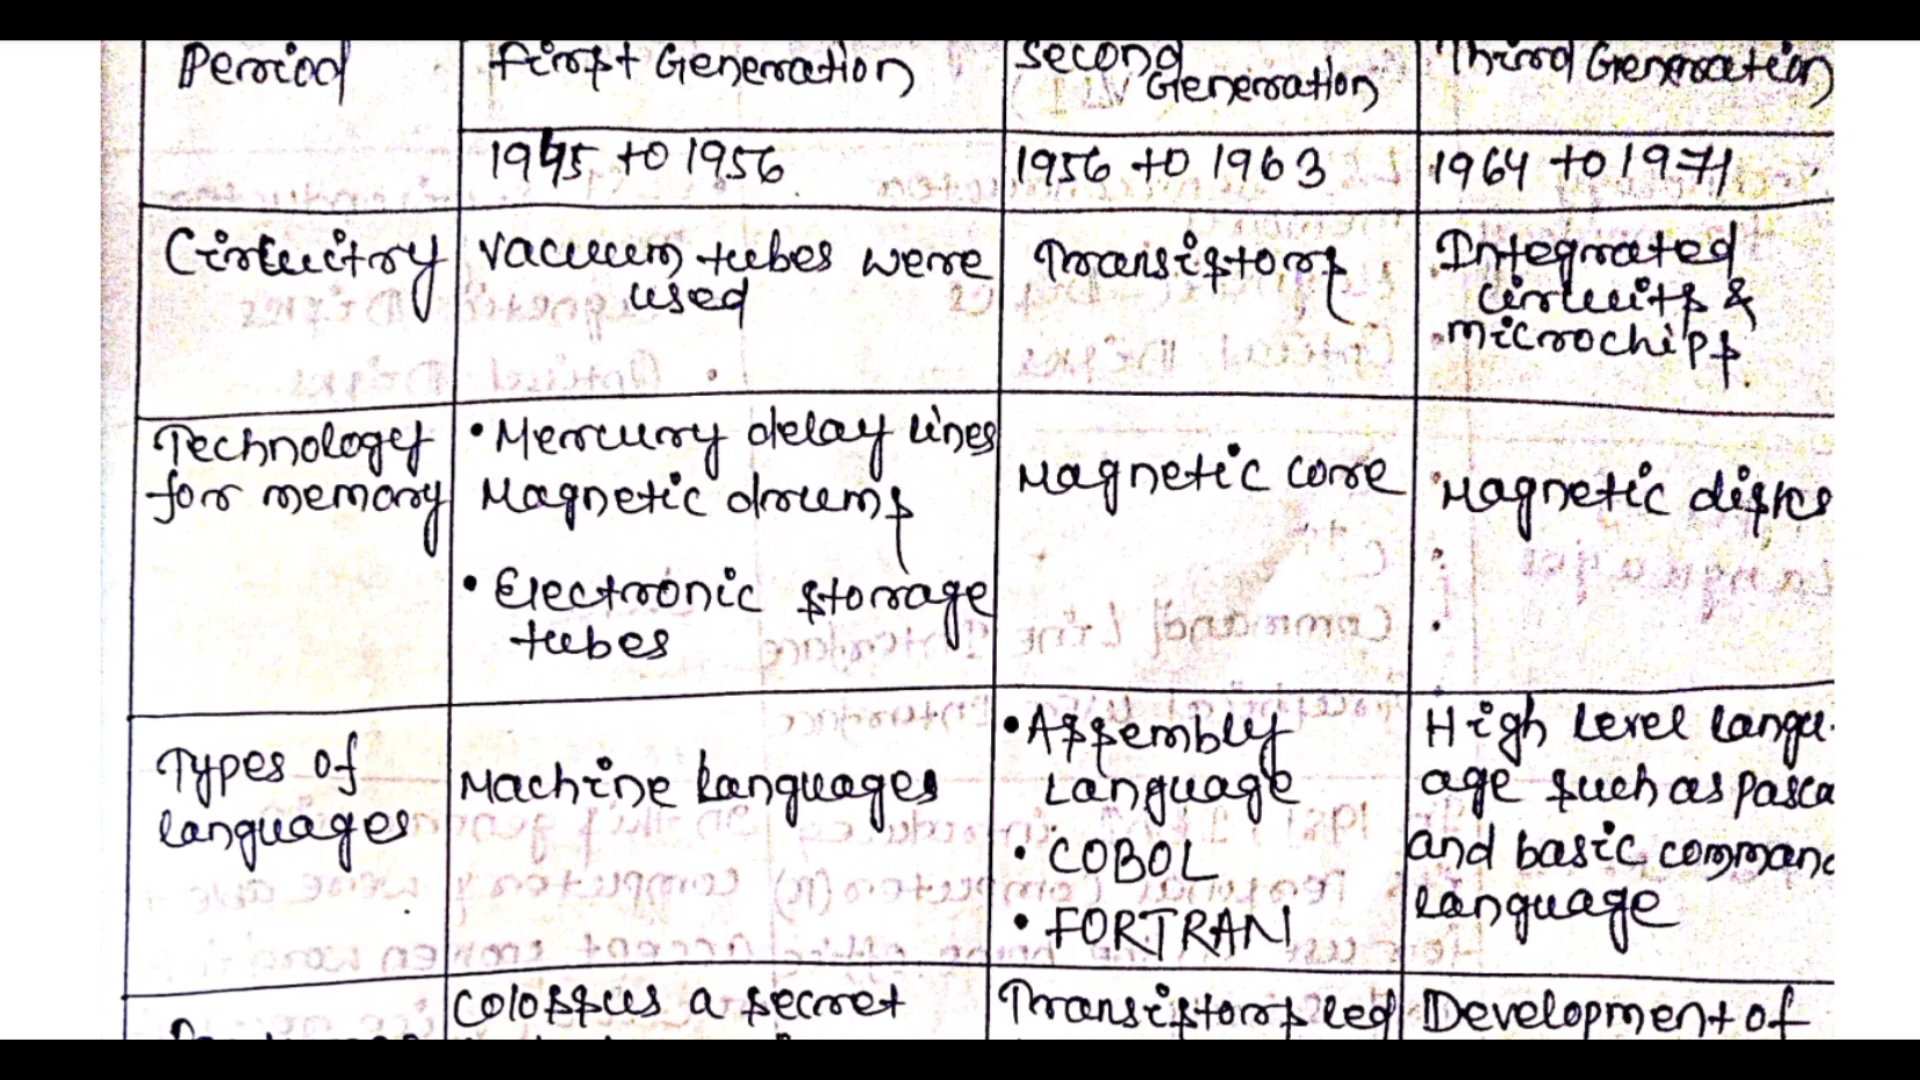 Period
First Generation
Second
Generation
Third Generation
1945 to 1956
1956 to 1963
1964 to 1971
Circuitry
Vacuum tubes were
used
Transistors
Integrated
circuits &
microchips
Technology
for memory
• Mercury delay lines
Magnetic drums
• Electronic storage
tubes
Magnetic core
Magnetic disks
Types of
languages
Machine languages
• Assembly
Language
• COBOL
• FORTRAN
High level langu-
age such as pasca
and basic comman
language
Colossus a secret
Transistors led
Development of